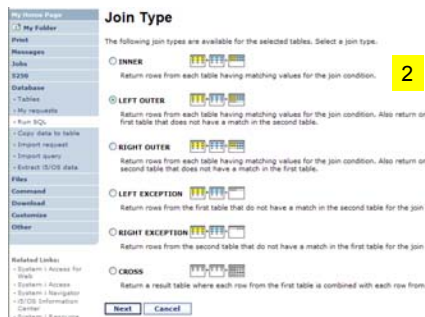 My Home Page
My Folder
Print
Messages
Jobs
5250
Database
- Tables
- My requests
- Run SQL
- Copy data to table
- Import request
- Import query
- Extract i5/OS data
Files
Command
Download
Customize
Other
Related Links:
- System i Access for Web
- System i Access
- System i Navigator
- i5/OS Information Center
Join Type
The following join types are available for the selected tables. Select a join type.
INNER
Return rows from each table having matching values for the join condition.
2
LEFT OUTER
Return rows from each table having matching values for the join condition. Also return
first table that does not have a match in the second table.
RIGHT OUTER
Return rows from each table having matching values for the join condition. Also return
second table that does not have a match in the first table.
LEFT EXCEPTION
Return rows from the first table that do not have a match in the second table for the join
RIGHT EXCEPTION
Return rows from the second table that do not have a match in the first table for the join
CROSS
Return a result table where each row from the first table is combined with each row from
Next Cancel